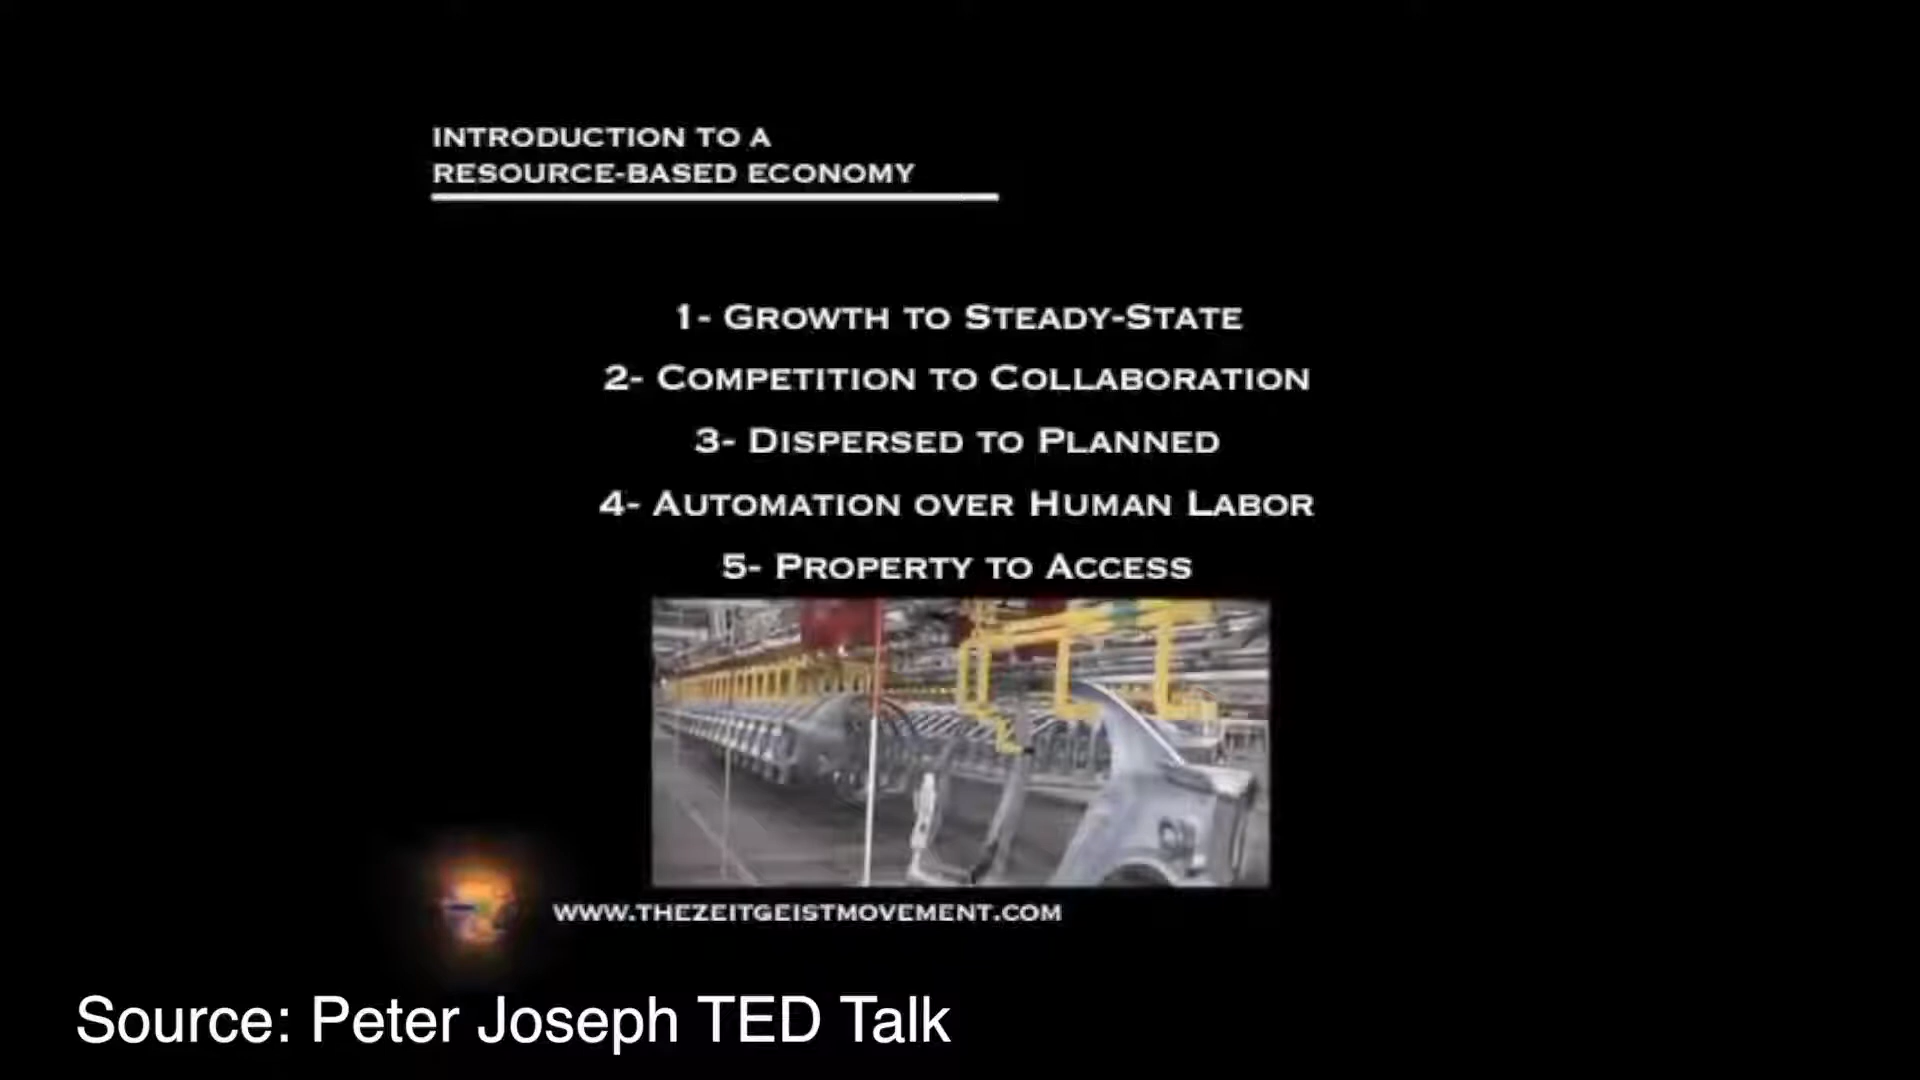 INTRODUCTION TO A
RESOURCE-BASED ECONOMY
1- GROWTH TO STEADY-STATE
2- COMPETITION TO COLLABORATION
3- DISPERSED TO PLANNED
4- AUTOMATION OVER HUMAN LABOR
5- PROPERTY TO ACCESS
WWW.THEZEITGEISTMOVEMENT.COM
Source: Peter Joseph TED Talk